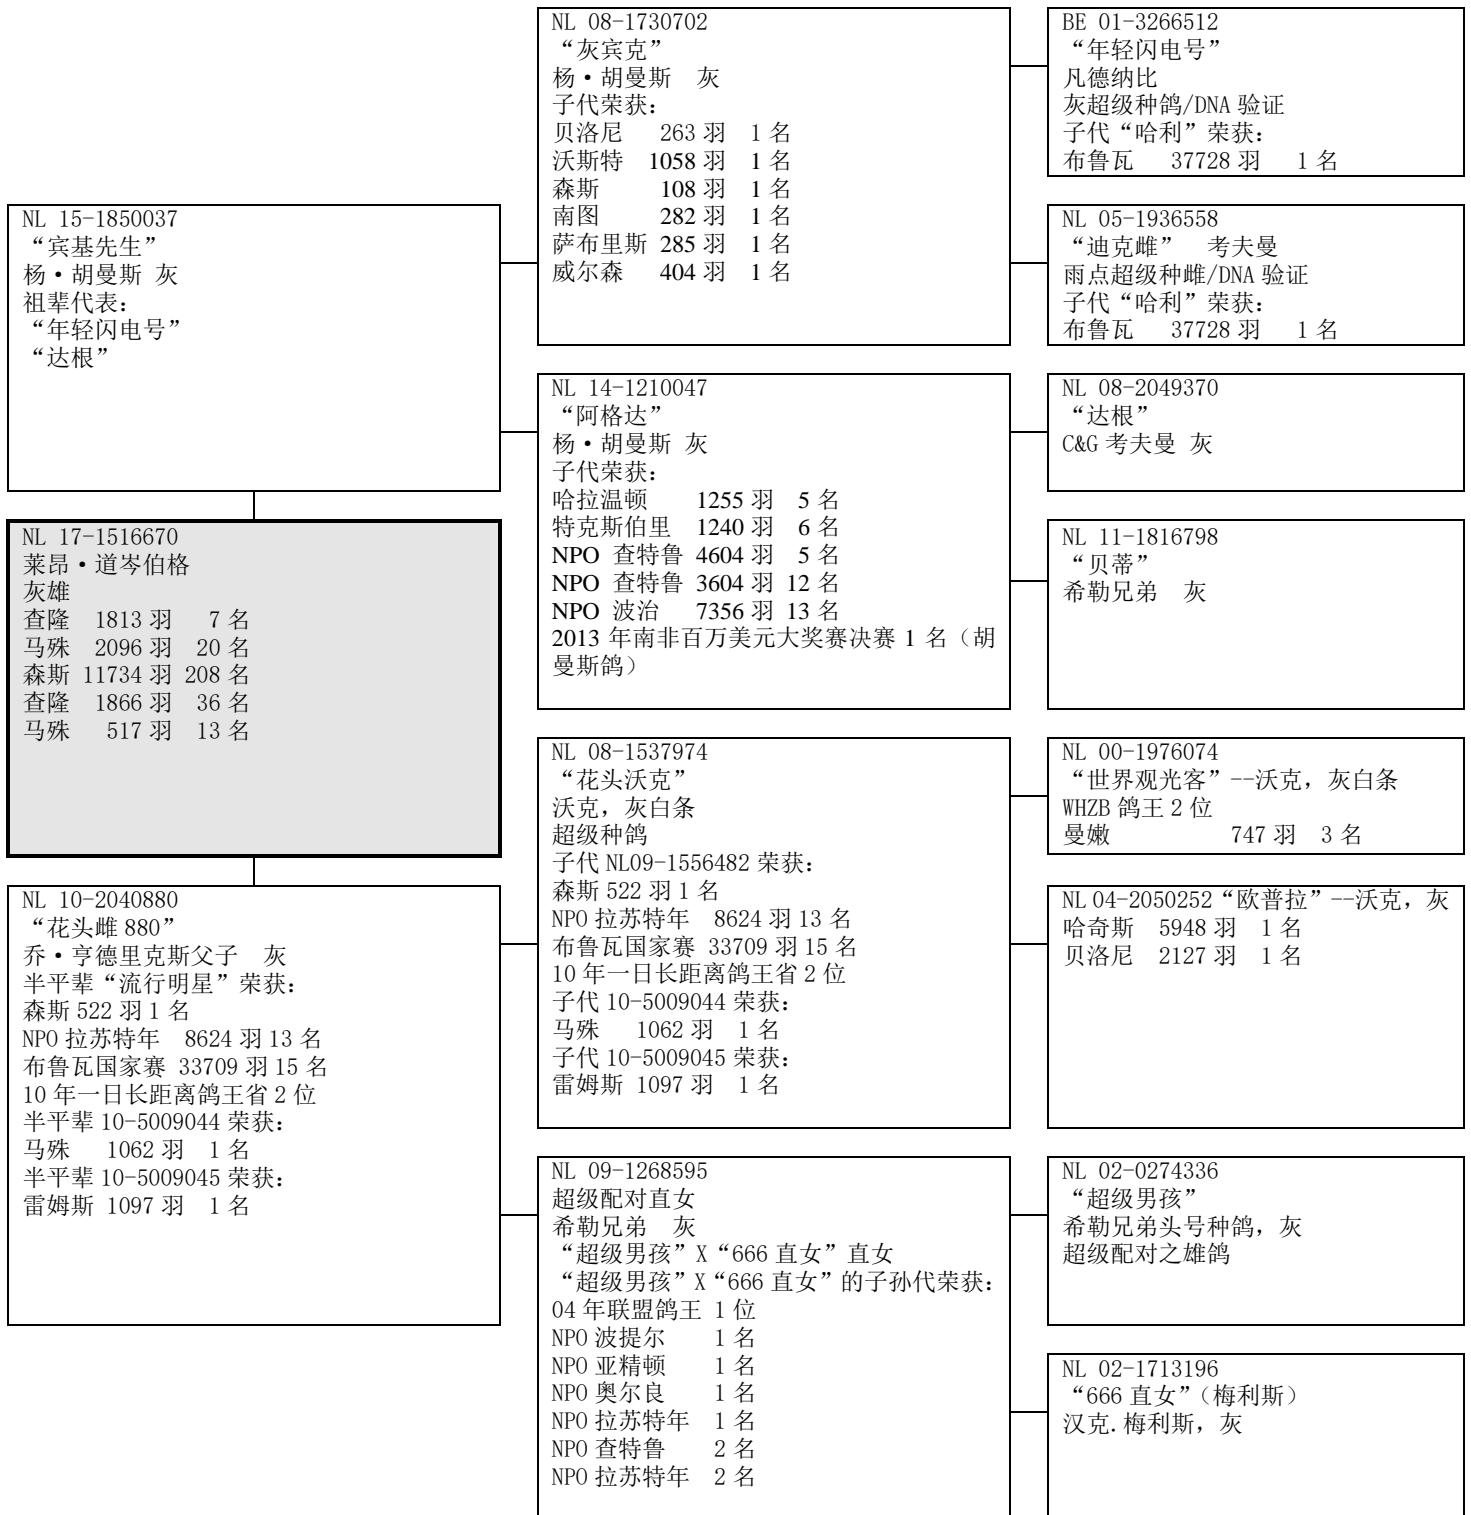 NL 15-1850037
“宾基先生”
杨•胡曼斯 灰
祖辈代表：
“年轻闪电号”
“达根”
NL 17-1516670
莱昂•道岑伯格
灰雄
查隆 1813 羽 7 名
马殊 2096 羽 20 名
森斯 11734 羽 208 名
查隆 1866 羽 36 名
马殊 517 羽 13 名
NL 10-2040880
“花头雌 880”
乔•亨德里克斯父子 灰
半平辈“流行明星”荣获：
森斯 522 羽 1 名
NPO 拉苏特年 8624 羽 13 名
布鲁瓦国家赛 33709 羽 15 名
10 年一日长距离鸽王省 2 位
半平辈 10-5009044 荣获：
马殊 1062 羽 1 名
半平辈 10-5009045 荣获：
雷姆斯 1097 羽 1 名
NL 08-1730702
“灰宾克”
杨•胡曼斯 灰
子代荣获：
贝洛尼 263 羽 1 名
沃斯特 1058 羽 1 名
森斯 108 羽 1 名
南图 282 羽 1 名
萨布里斯 285 羽 1 名
威尔森 404 羽 1 名
NL 14-1210047
“阿格达”
杨•胡曼斯 灰
子代荣获：
哈拉温顿 1255 羽 5 名
特克斯伯里 1240 羽 6 名
NPO 查特鲁 4604 羽 5 名
NPO 查特鲁 3604 羽 12 名
NPO 波治 7356 羽 13 名
2013 年南非百万美元大奖赛决赛 1 名（胡
曼斯鸽）
NL 08-1537974
“花头沃克”
沃克，灰白条
超级种鸽
子代 NL09-1556482 荣获：
森斯 522 羽 1 名
NPO 拉苏特年 8624 羽 13 名
布鲁瓦国家赛 33709 羽 15 名
10 年一日长距离鸽王省 2 位
子代 10-5009044 荣获：
马殊 1062 羽 1 名
子代 10-5009045 荣获：
雷姆斯 1097 羽 1 名
NL 09-1268595
超级配对直女
希勒兄弟 灰
“超级男孩”X“666 直女”直女
“超级男孩”X“666 直女”的子孙代荣获：
04 年联盟鸽王 1 位
NPO 波提尔 1 名
NPO 亚精顿 1 名
NPO 奥尔良 1 名
NPO 拉苏特年 1 名
NPO 查特鲁 2 名
NPO 拉苏特年 2 名
BE 01-3266512
“年轻闪电号”
凡德纳比
灰超级种鸽/DNA 验证
子代“哈利”荣获：
布鲁瓦 37728 羽 1 名
NL 05-1936558
“迪克雌” 考夫曼
雨点超级种雌/DNA 验证
子代“哈利”荣获：
布鲁瓦 37728 羽 1 名
NL 08-2049370
“达根”
C&G 考夫曼 灰
NL 11-1816798
“贝蒂”
希勒兄弟 灰
NL 00-1976074
“世界观光客”--沃克，灰白条
WHZB 鸽王 2 位
曼嫩 747 羽 3 名
NL 04-2050252“欧普拉”--沃克，灰
哈奇斯 5948 羽 1 名
贝洛尼 2127 羽 1 名
NL 02-0274336
“超级男孩”
希勒兄弟头号种鸽，灰
超级配对之雄鸽
NL 02-1713196
“666 直女”（梅利斯）
汉克.梅利斯，灰